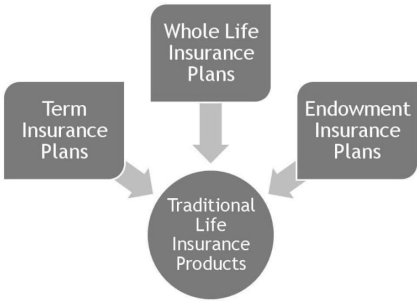 Whole Life
Insurance
Plans
Term
Insurance
Plans
Endowment
Insurance
Plans
Traditional
Life
Insurance
Products